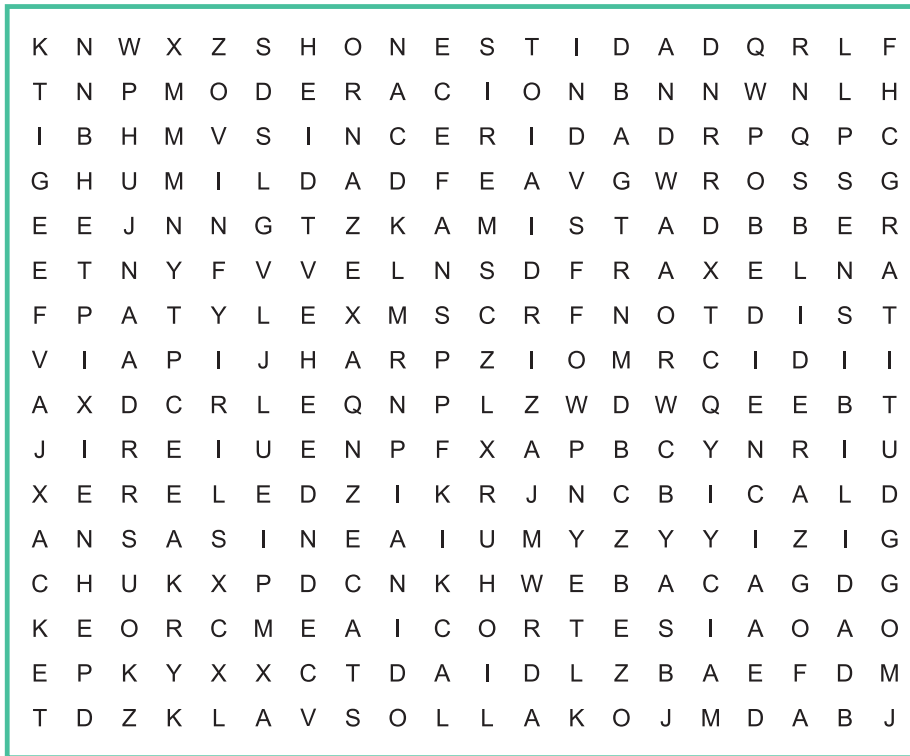 K N W X Z S H O N E S T I D A D Q R L F
T N P M O D E R A C I O N B N N W N L H
I B H M V S I N C E R I D A D R P Q P C
G H U M I L D A D F E A V G W R O S S G
E E J N N G T Z K A M I S T A D B B E R
E T N Y F V V E L N S D F R A X E L N A
F P A T Y L E X M S C R F N O T D I S T
V I A P I J H A R P Z I O M R C I D I I
A X D C R L E Q N P L Z W D W Q E E B T
J I R E I U E N P F X A P B C Y N R I U
X E R E L E D Z I K R J N C B I C A L D
A N S A S I N E A I U M Y Z Y Y I Z I G
C H U K X P D C N K H W E B A C A G D G
K E O R C M E A I C O R T E S I A O A O
E P K Y X X C T D A I D L Z B A E F D M
T D Z K L A V S O L L A K O J M D A B J